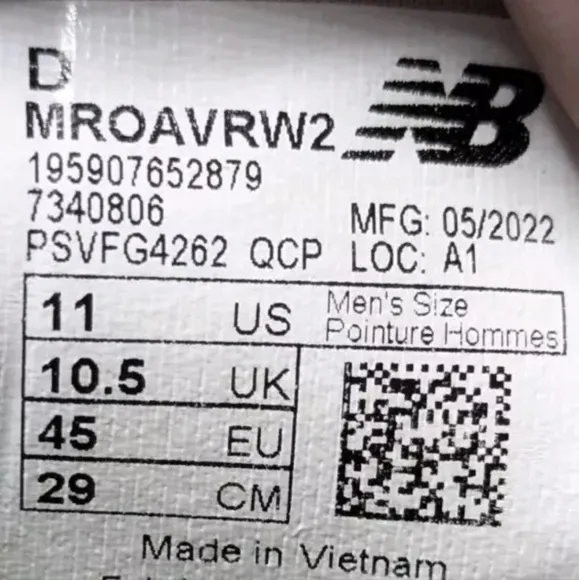 D
NB
MROAVRW2
195907652879
7340806
MFG: 05/2022
PSVFG4262 QCP LOC: A1
11 US
Men's Size
Pointure Hommes
10.5 UK
45 EU
29 CM
Made in Vietnam